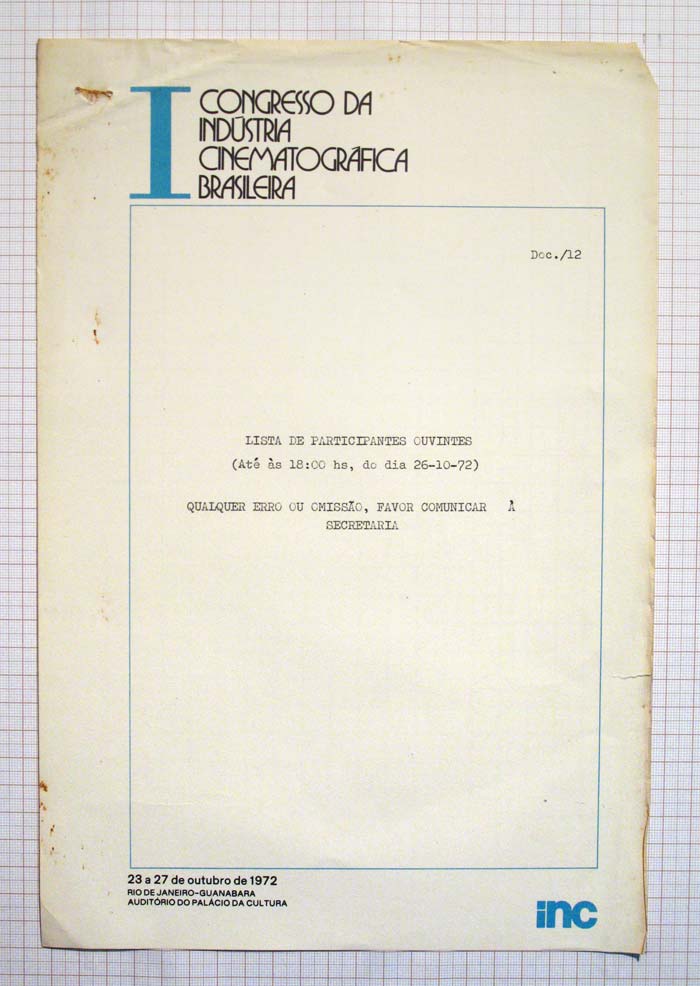 I CONGRESSO DA
INDÚSTRIA
CINEMATOGRÁFICA
BRASILEIRA
Doc./12
LISTA DE PARTICIPANTES OUVINTES
(Até às 18:00 hs, do dia 26-10-72)
QUALQUER ERRO OU OMISSÃO, FAVOR COMUNICAR À
SECRETARIA
23 a 27 de outubro de 1972
RIO DE JANEIRO-GUANABARA
AUDITÓRIO DO PALÁCIO DA CULTURA
inc